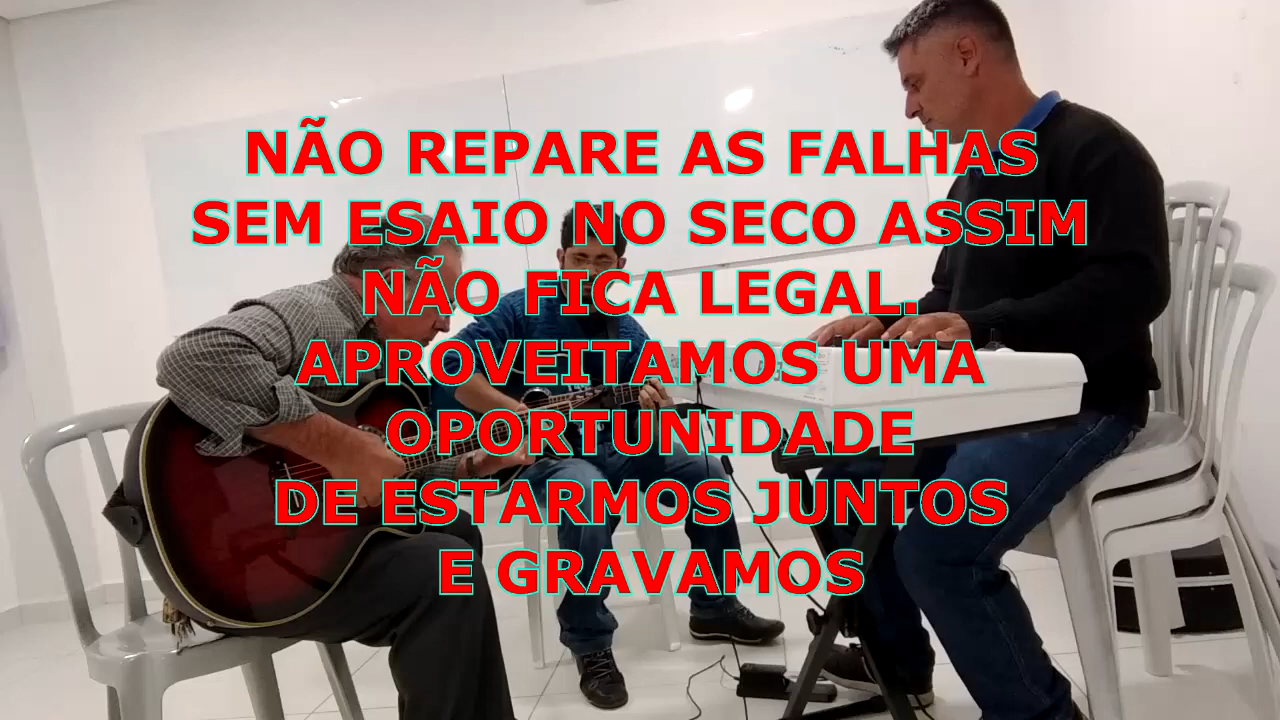 NÃO REPARE AS FALHAS
SEM ESAIO NO SECO ASSIM
NÃO FICA LEGAL.
APROVEITAMOS UMA
OPORTUNIDADE
DE ESTARMOS JUNTOS
E GRAVAMOS